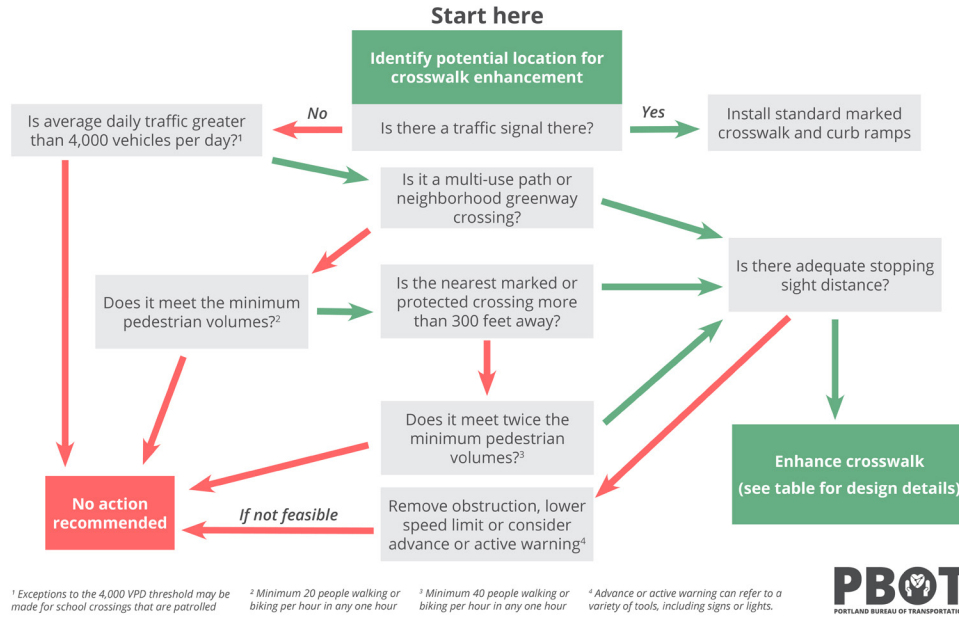 Start here
Identify potential location for
crosswalk enhancement
Is there a traffic signal there?
No
Yes
Is average daily traffic greater
than 4,000 vehicles per day?¹
Install standard marked
crosswalk and curb ramps
Is it a multi-use path or
neighborhood greenway
crossing?
Is there adequate stopping
sight distance?
Does it meet the minimum
pedestrian volumes?²
Is the nearest marked or
protected crossing more
than 300 feet away?
Does it meet twice the
minimum pedestrian
volumes?³
Enhance crosswalk
(see table for design details)
No action
recommended
If not feasible
Remove obstruction, lower
speed limit or consider
advance or active warning⁴
¹ Exceptions to the 4,000 VPD threshold may be
made for school crossings that are patrolled
² Minimum 20 people walking or
biking per hour in any one hour
³ Minimum 40 people walking or
biking per hour in any one hour
⁴ Advance or active warning can refer to a
variety of tools, including signs or lights.
PBOT
PORTLAND BUREAU OF TRANSPORTATIO